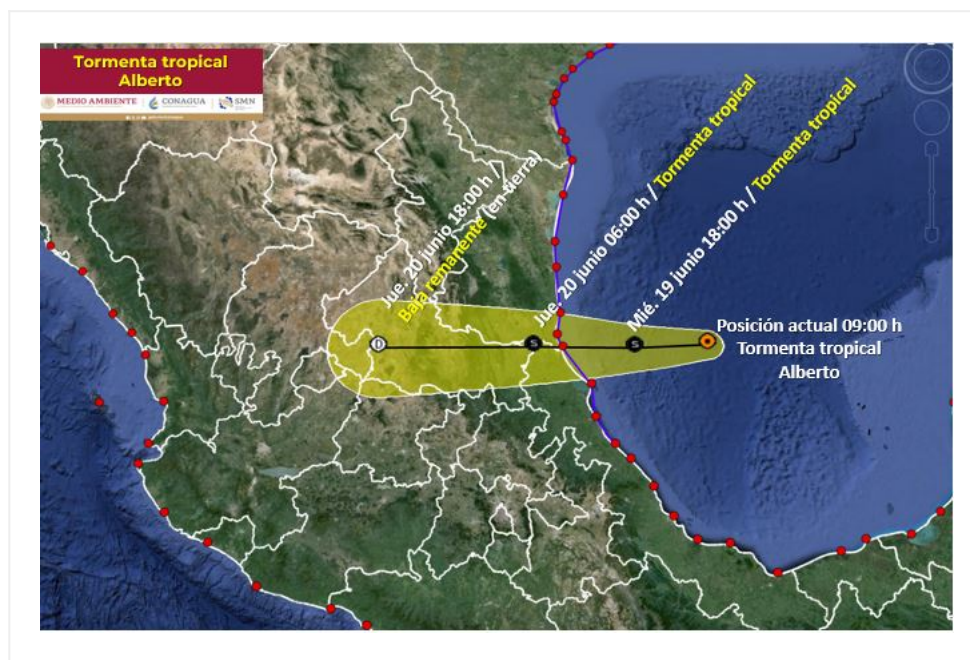 Tormenta tropical
Alberto
MEDIO AMBIENTE
CONAGUA
SMN
Jue. 20 junio 18:00 h /
Baja remanente (en tierra)
Jue. 20 junio 06:00 h / Tormenta tropical
Mié. 19 junio 18:00 h / Tormenta tropical
Posición actual 09:00 h
Tormenta tropical
Alberto
S
S